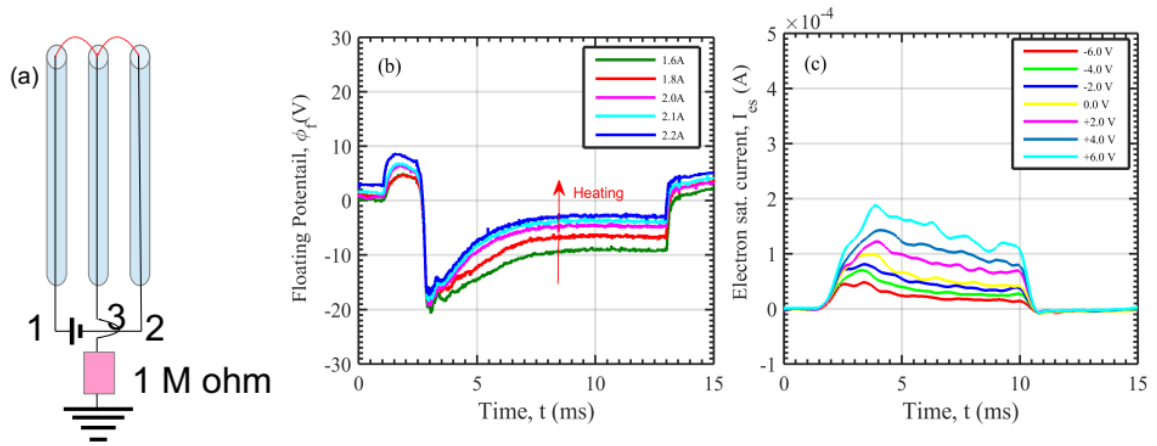 (a)
1
3
2
1 M ohm
(b)
Floating Potentail, ϕf(V)
30
20
10
0
-10
-20
-30
0
5
10
15
Time, t (ms)
1.6A
1.8A
2.0A
2.1A
2.2A
Heating
×10-4
(c)
Electron sat. current, Ies (A)
5
4
3
2
1
0
-1
0
5
10
15
Time, t (ms)
-6.0 V
-4.0 V
-2.0 V
0.0 V
+2.0 V
+4.0 V
+6.0 V